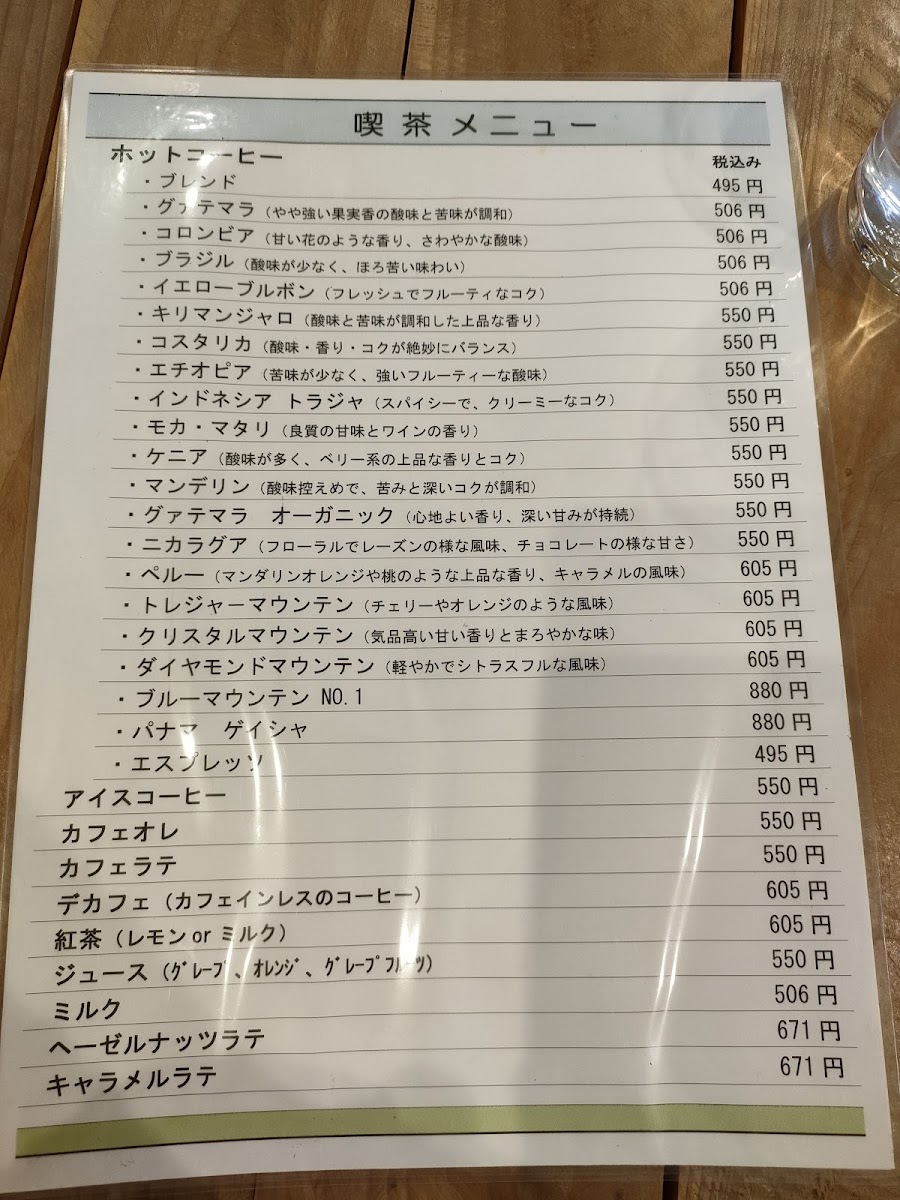 喫茶メニュー
ホットコーヒー 税込み
・ブレンド 495円
・グァテマラ（やや強い果実香の酸味と苦味が調和） 506円
・コロンビア（甘い花のような香り、さわやかな酸味） 506円
・ブラジル（酸味が少なく、ほろ苦い味わい） 506円
・イエローブルボン（フレッシュでフルーティなコク） 506円
・キリマンジャロ（酸味と苦味が調和した上品な香り） 550円
・コスタリカ（酸味・香り・コクが絶妙にバランス） 550円
・エチオピア（苦味が少なく、強いフルーティーな酸味） 550円
・インドネシア トラジャ（スパイシーで、クリーミーなコク） 550円
・モカ・マタリ（良質の甘味とワインの香り） 550円
・ケニア（酸味が多く、ベリー系の上品な香りとコク） 550円
・マンデリン（酸味控えめで、苦みと深いコクが調和） 550円
・グァテマラ オーガニック（心地よい香り、深い甘みが持続） 550円
・ニカラグア（フローラルでレーズンの様な風味、チョコレートの様な甘さ） 550円
・ペルー（マンダリンオレンジや桃のような上品な香り、キャラメルの風味） 605円
・トレジャーマウンテン（チェリーやオレンジのような風味） 605円
・クリスタルマウンテン（気品高い甘い香りとまろやかな味） 605円
・ダイヤモンドマウンテン（軽やかでシトラスフルな風味） 605円
・ブルーマウンテン NO.1 880円
・パナマ ゲイシャ 880円
・エスプレッソ 495円
アイスコーヒー 550円
カフェオレ 550円
カフェラテ 550円
デカフェ（カフェインレスのコーヒー） 605円
紅茶（レモン or ミルク） 605円
ジュース（ｸﾞﾚｰﾌﾟ、ｵﾚﾝｼﾞ、ｸﾞﾚｰﾌﾟﾌﾙｰﾂ） 550円
ミルク 506円
ヘーゼルナッツラテ 671円
キャラメルラテ 671円